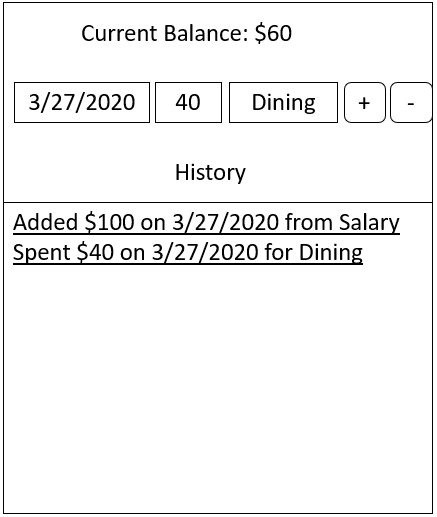 Current Balance: $60
3/27/2020 40 Dining + -
History
Added $100 on 3/27/2020 from Salary
Spent $40 on 3/27/2020 for Dining